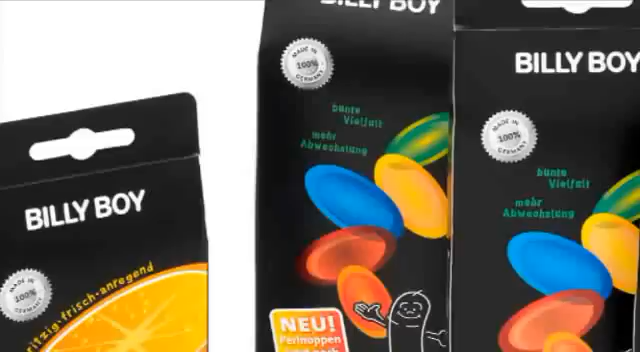 BILLY BOY
MADE IN
100%
GERMANY
bunte
Vielfalt
mehr
Abwechslung
NEU!
Perlnoppen
BILLY BOY
MADE IN
100%
GERMANY
bunte
Vielfalt
mehr
Abwechslung
BILLY BOY
MADE IN
100%
GERMANY
ritzig-frisch-anregend